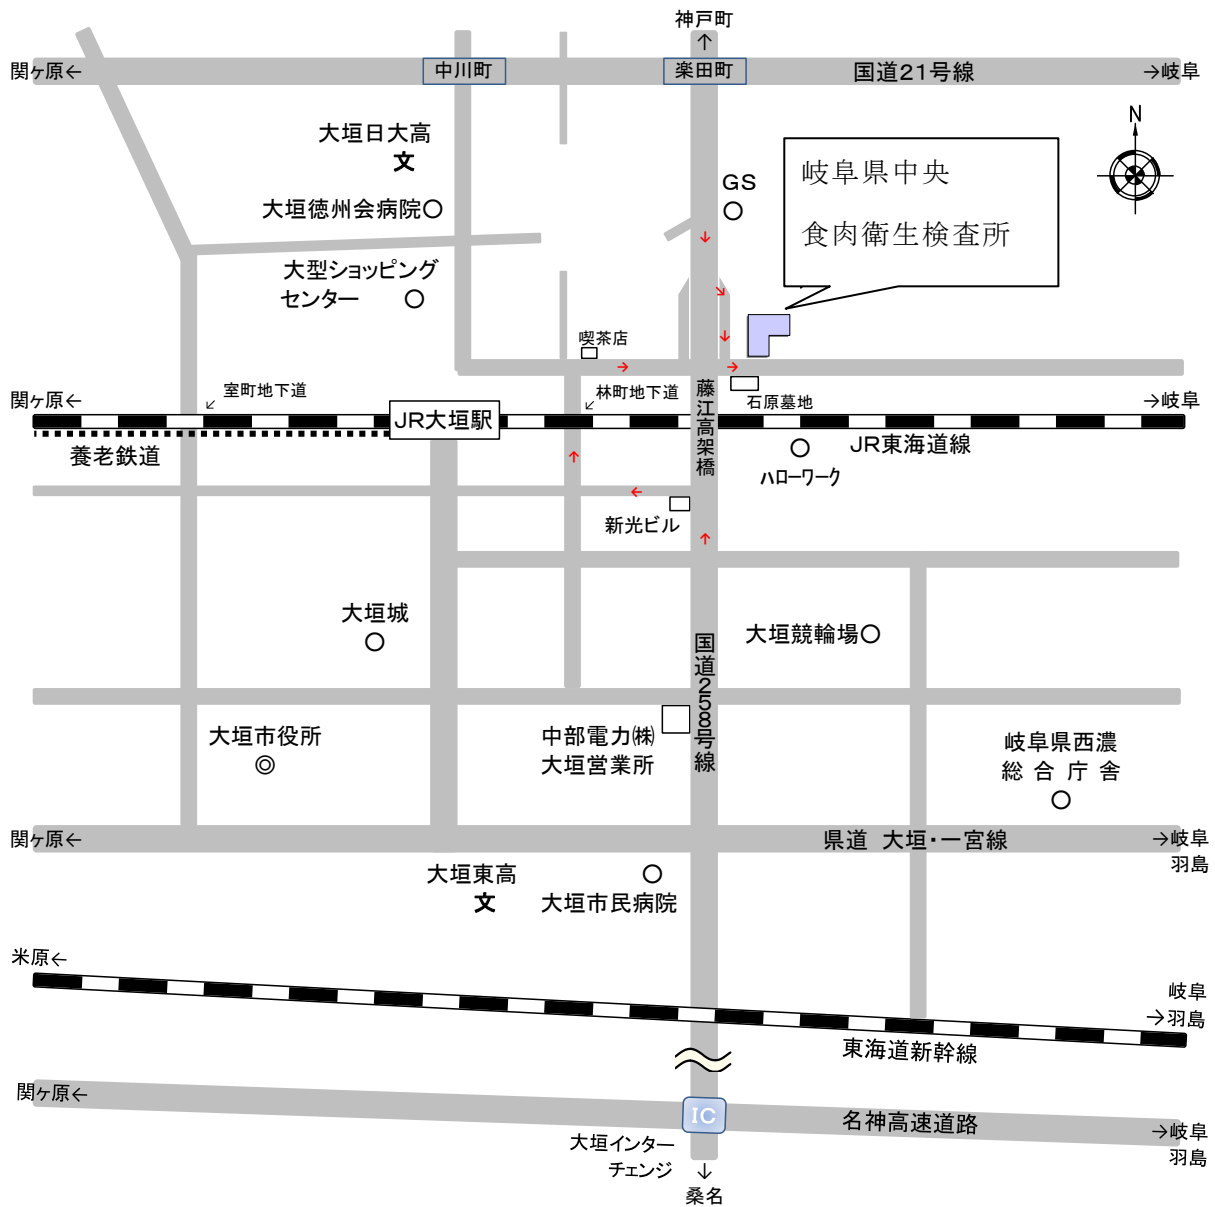 神戸町
↑
関ヶ原←
中川町
楽田町
国道21号線
→岐阜
N
大垣日大高
文
岐阜県中央
食肉衛生検査所
GS
大垣徳州会病院○
大型ショッピング
センター ○
喫茶店
室町地下道
林町地下道
藤江高架橋
石原墓地
関ヶ原←
→岐阜
JR大垣駅
JR東海道線
養老鉄道
ハローワーク
新光ビル
大垣城
大垣競輪場○
国道258号線
大垣市役所
◎
中部電力㈱
大垣営業所
岐阜県西濃
総合庁舎
関ヶ原←
県道 大垣・一宮線
→岐阜
羽島
大垣東高
文
大垣市民病院
米原←
岐阜
→羽島
東海道新幹線
関ヶ原←
IC
名神高速道路
→岐阜
羽島
大垣インター
チェンジ
↓
桑名